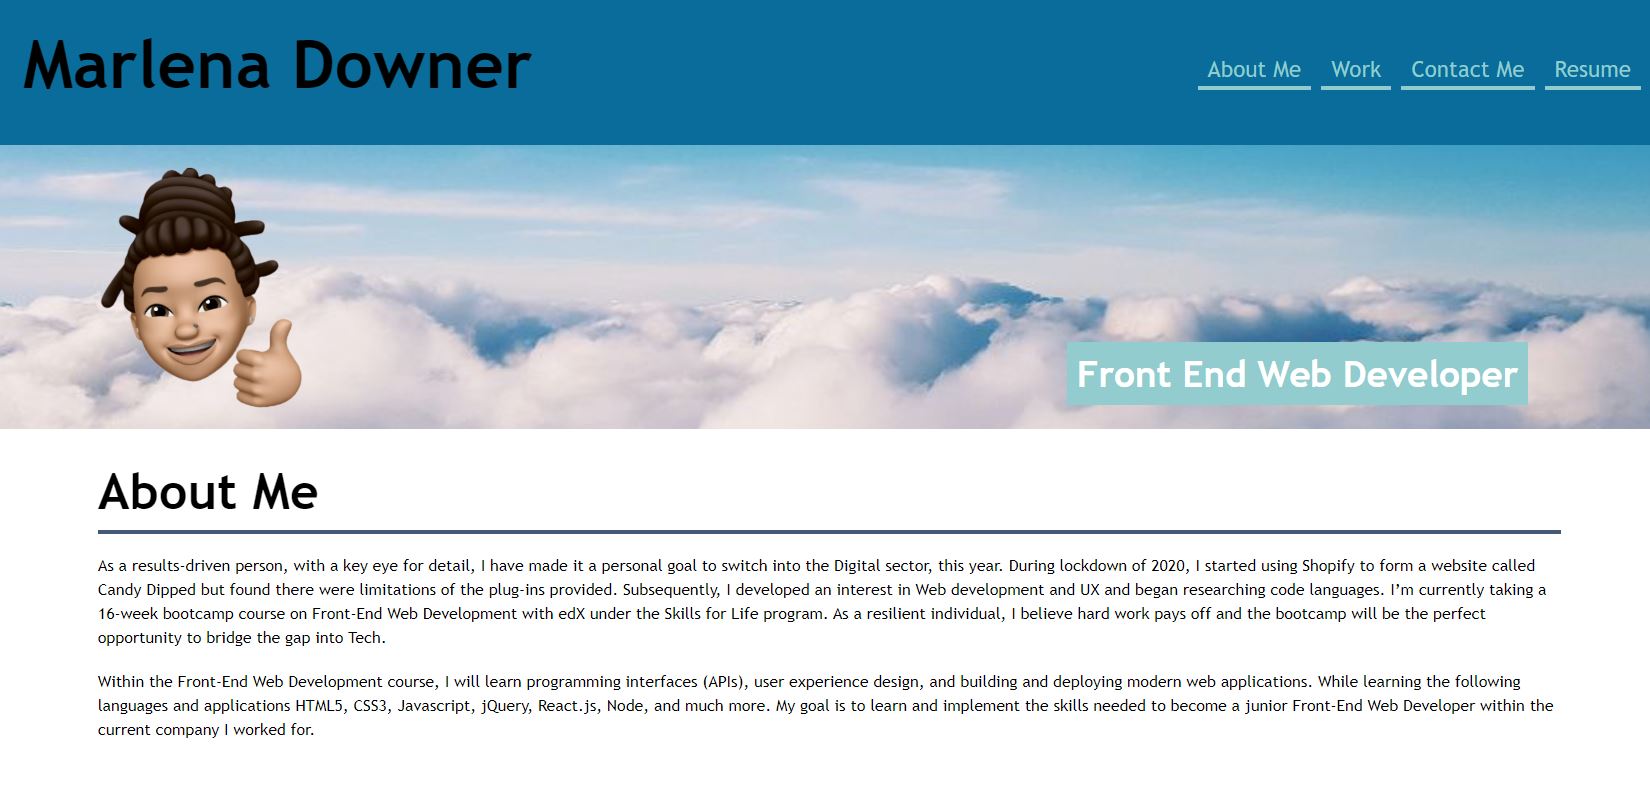 Marlena Downer
About Me Work Contact Me Resume
Front End Web Developer
About Me
As a results-driven person, with a key eye for detail, I have made it a personal goal to switch into the Digital sector, this year. During lockdown of 2020, I started using Shopify to form a website called
Candy Dipped but found there were limitations of the plug-ins provided. Subsequently, I developed an interest in Web development and UX and began researching code languages. I’m currently taking a
16-week bootcamp course on Front-End Web Development with edX under the Skills for Life program. As a resilient individual, I believe hard work pays off and the bootcamp will be the perfect
opportunity to bridge the gap into Tech.
Within the Front-End Web Development course, I will learn programming interfaces (APIs), user experience design, and building and deploying modern web applications. While learning the following
languages and applications HTML5, CSS3, Javascript, jQuery, React.js, Node, and much more. My goal is to learn and implement the skills needed to become a junior Front-End Web Developer within the
current company I worked for.